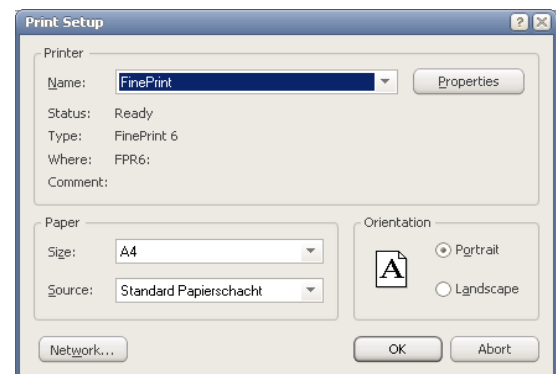 Print Setup
Printer
Name: FinePrint Properties
Status: Ready
Type: FinePrint 6
Where: FPR6:
Comment:
Paper
Size: A4
Source: Standard Papierschacht
Orientation
A
Portrait
Landscape
Network... OK Abort